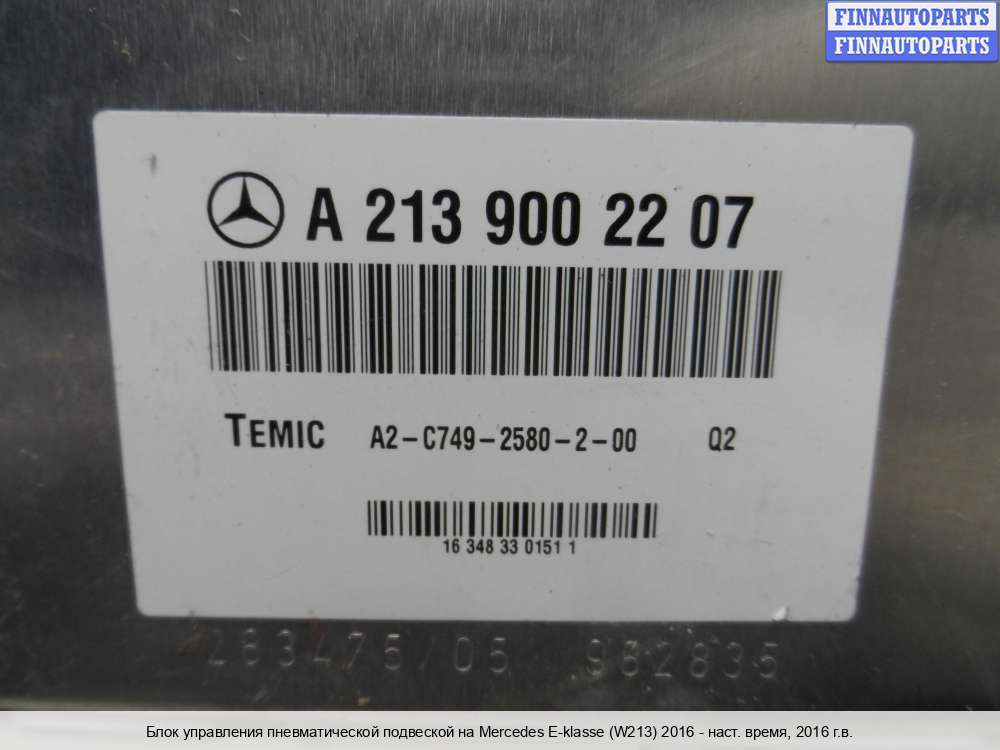 FINNAUTOPARTS
FINNAUTOPARTS
A 213 900 22 07
TEMIC A2-C749-2580-2-00 Q2
16 348 33 0151 1
283475/05 962835
Блок управления пневматической подвеской на Mercedes E-klasse (W213) 2016 - наст. время, 2016 г.в.